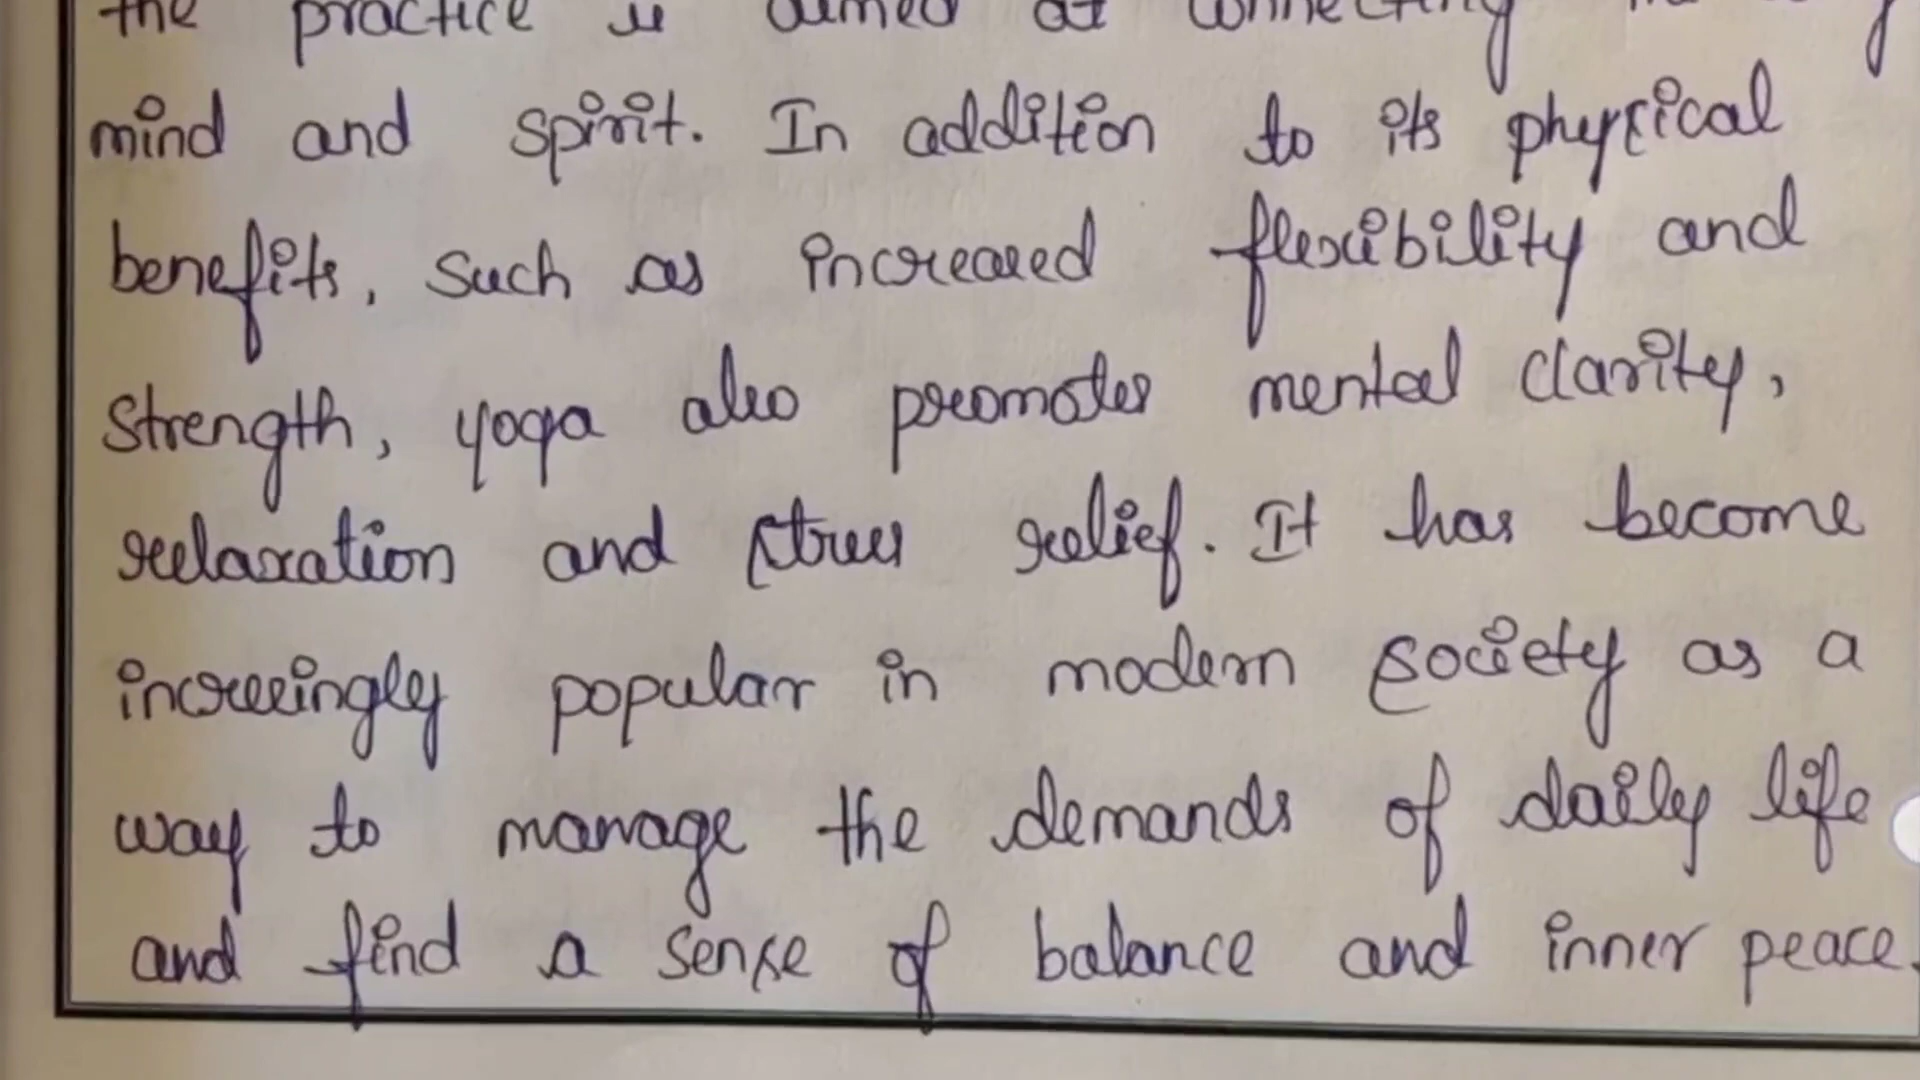 the practice is aimed at connecting
mind and spirit. In addition to its physical
benefits, such as increased flexibility and
strength, yoga also promotes mental clarity,
relaxation and stress relief. It has become
increasingly popular in modern society as a
way to manage the demands of daily life
and find a sense of balance and inner peace.